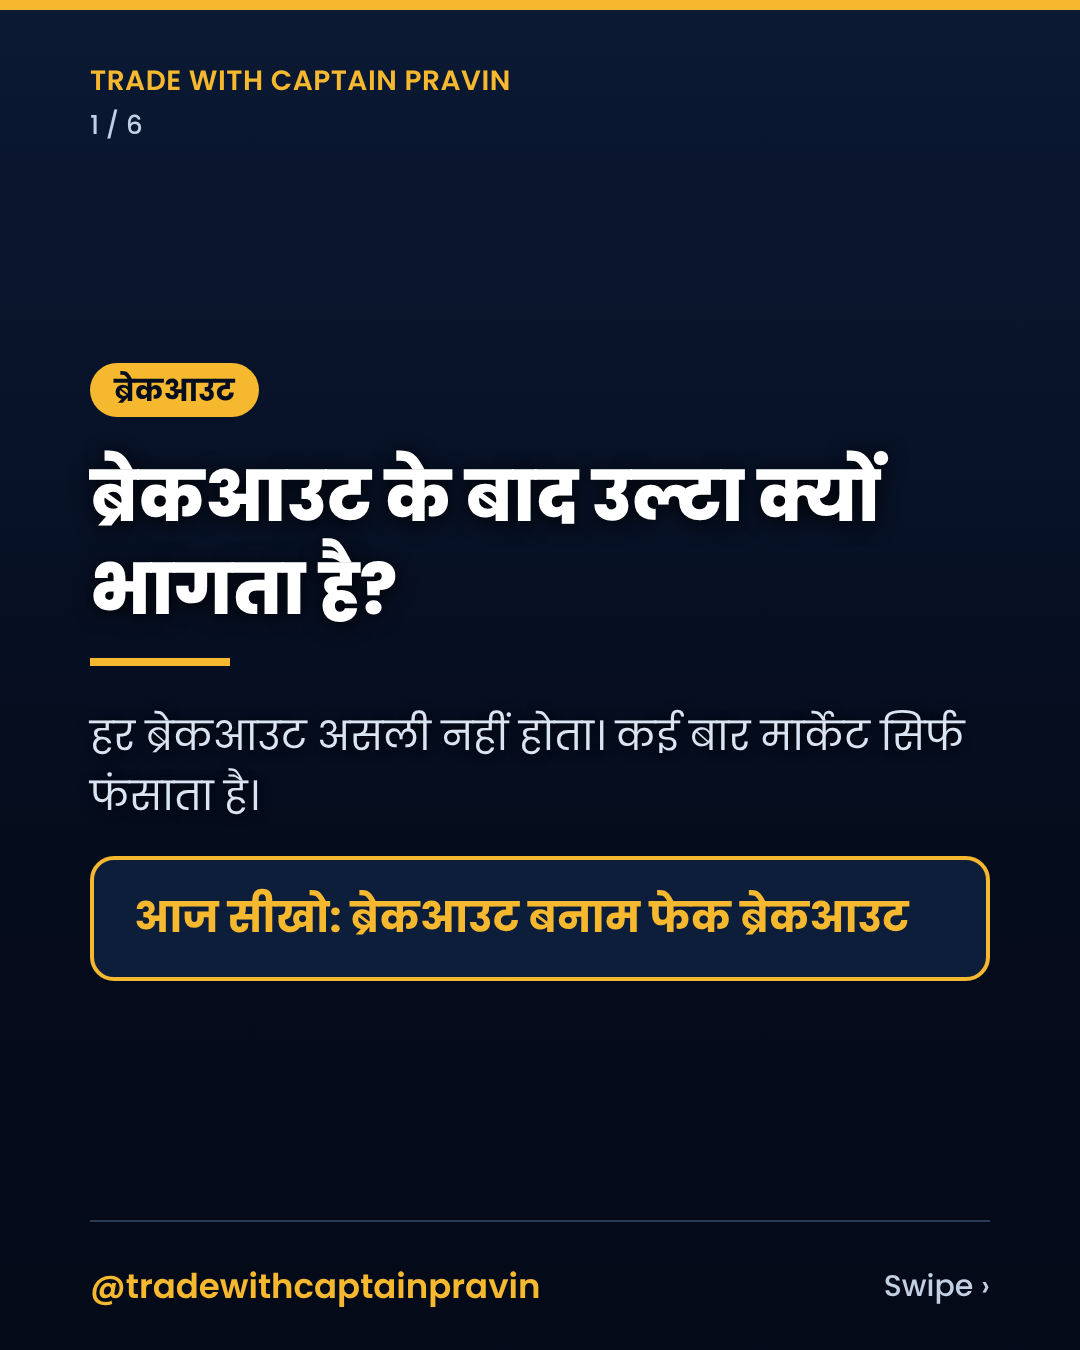 TRADE WITH CAPTAIN PRAVIN
1 / 6
ब्रेकआउट
ब्रेकआउट के बाद उल्टा क्यों
भागता है?
हर ब्रेकआउट असली नहीं होता। कई बार मार्केट सिर्फ
फंसाता है।
आज सीखो: ब्रेकआउट बनाम फेक ब्रेकआउट
@tradewithcaptainpravin
Swipe ›